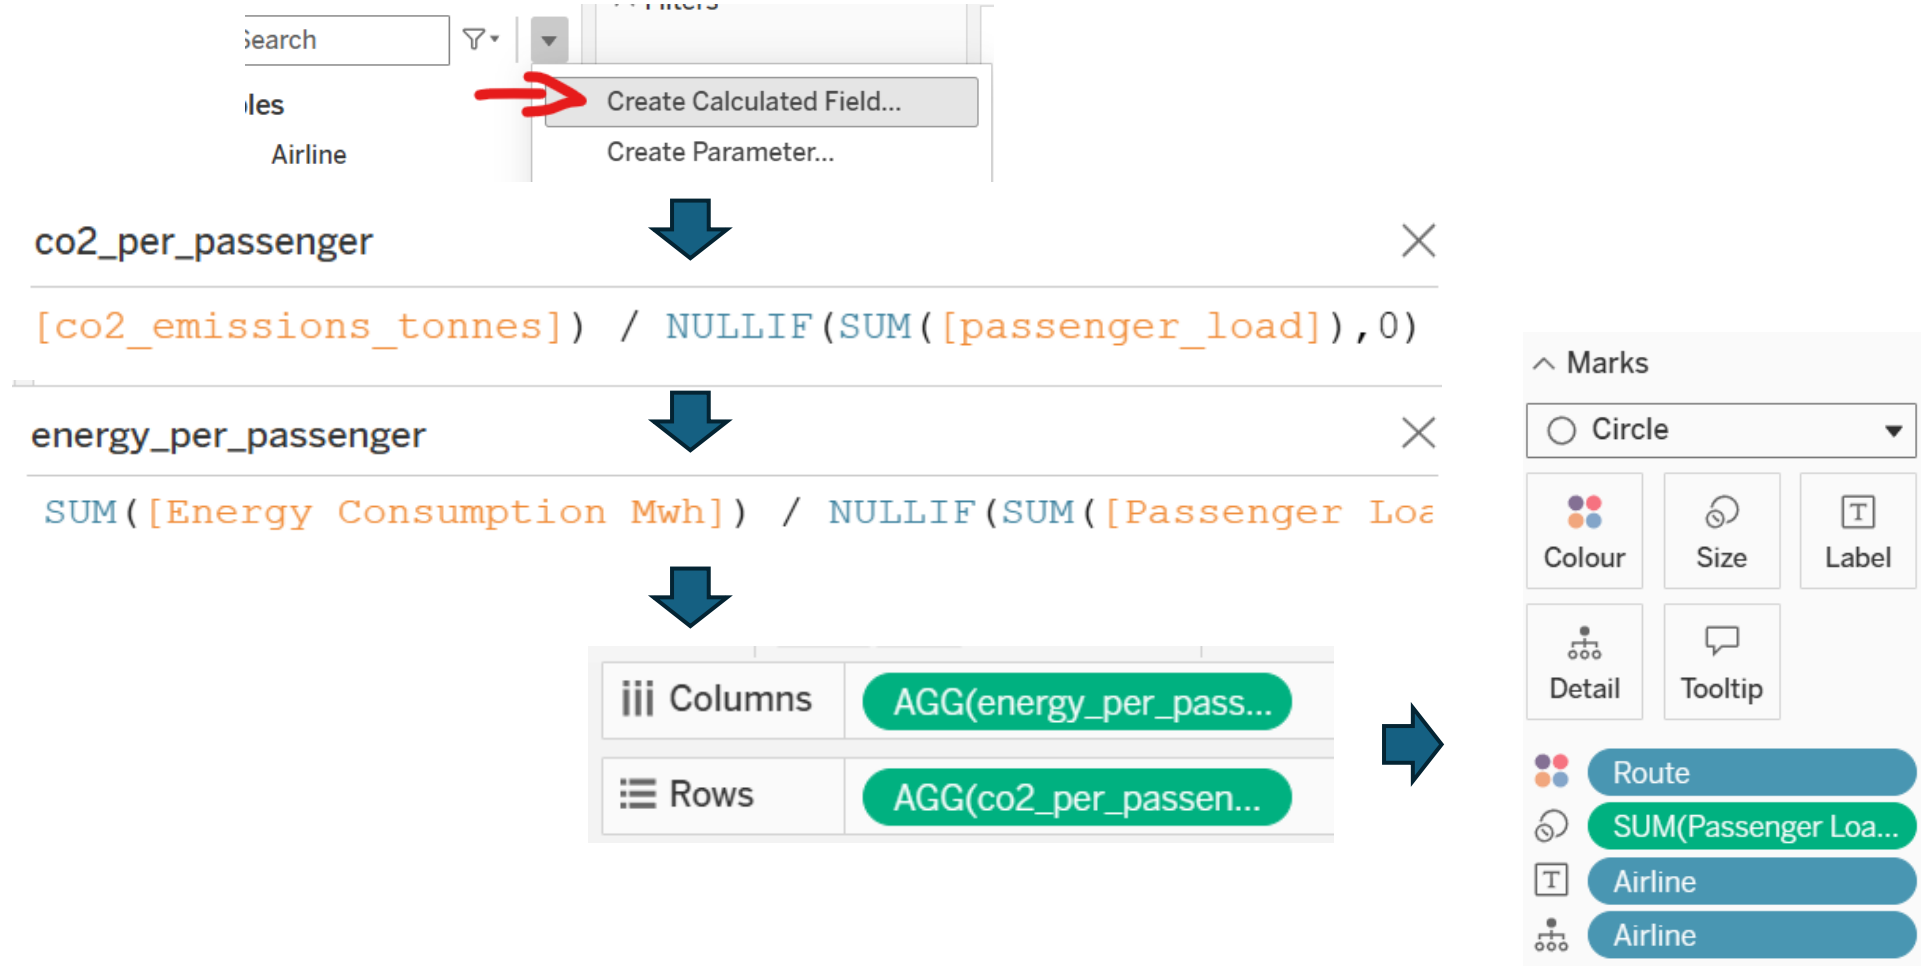 Filters
Search
Create Calculated Field...
Airline
Create Parameter...
co2_per_passenger
[co2_emissions_tonnes]) / NULLIF(SUM([passenger_load]),0)
energy_per_passenger
SUM([Energy Consumption Mwh]) / NULLIF(SUM([Passenger Loa
Columns AGG(energy_per_pass...
Rows AGG(co2_per_passen...
Marks
Circle
Colour Size Label
Detail Tooltip
Route
SUM(Passenger Loa...
Airline
Airline